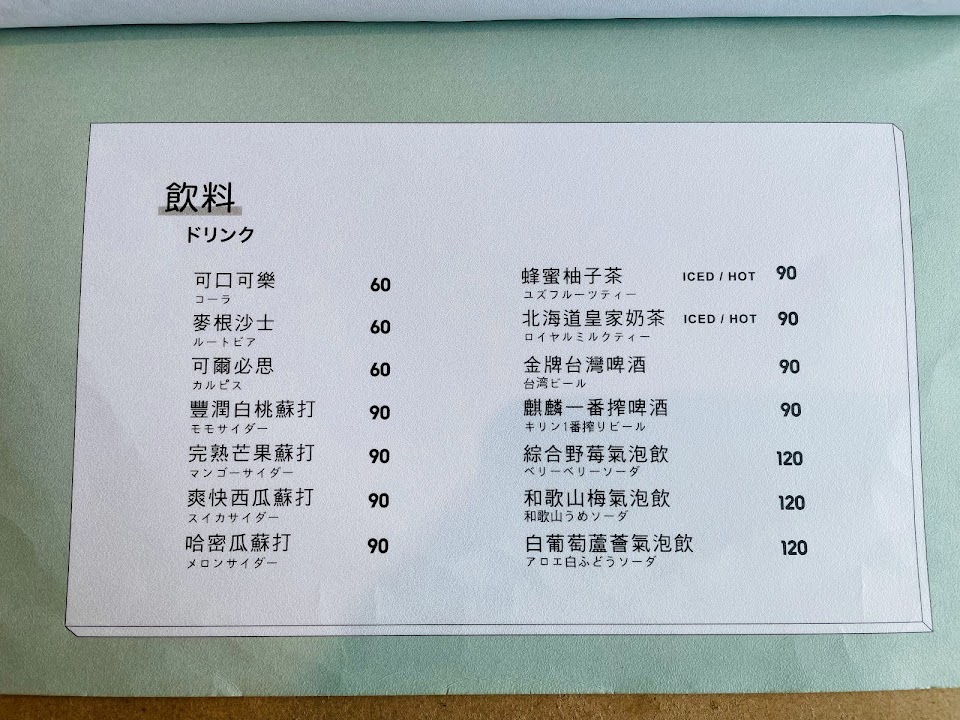 飲料
ドリンク
可口可樂 60
コーラ
麥根沙士 60
ルートビア
可爾必思 60
カルピス
豐潤白桃蘇打 90
モモサイダー
完熟芒果蘇打 90
マンゴーサイダー
爽快西瓜蘇打 90
スイカサイダー
哈密瓜蘇打 90
メロンサイダー
蜂蜜柚子茶 ICED / HOT 90
ユズフルーツティー
北海道皇家奶茶 ICED / HOT 90
ロイヤルミルクティー
金牌台灣啤酒 90
台湾ビール
麒麟一番搾啤酒 90
キリン1番搾りビール
綜合野莓氣泡飲 120
ベリーベリーソーダ
和歌山梅氣泡飲 120
和歌山うめソーダ
白葡萄蘆薈氣泡飲 120
アロエ白ぶどうソーダ